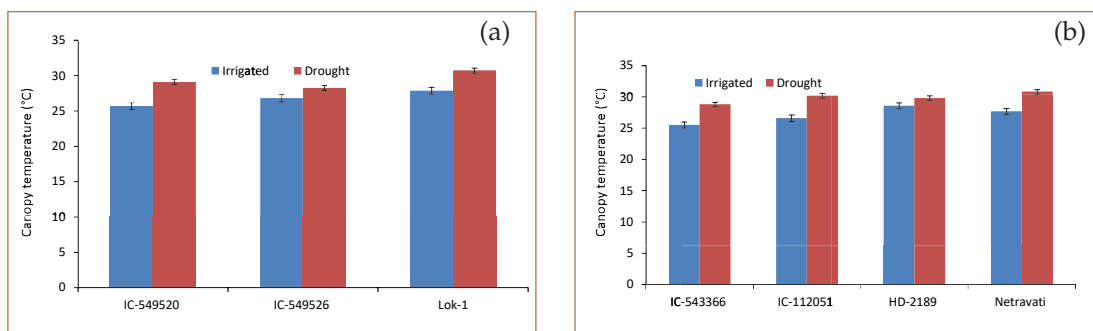 (a)
35
30
25
20
15
10
5
0
Canopy temperature (°C)
Irrigated Drought
IC-549520 IC-549526 Lok-1
(b)
35
30
25
20
15
10
5
0
Canopy temperature (°C)
Irrigated Drought
IC-543366 IC-112051 HD-2189 Netravati